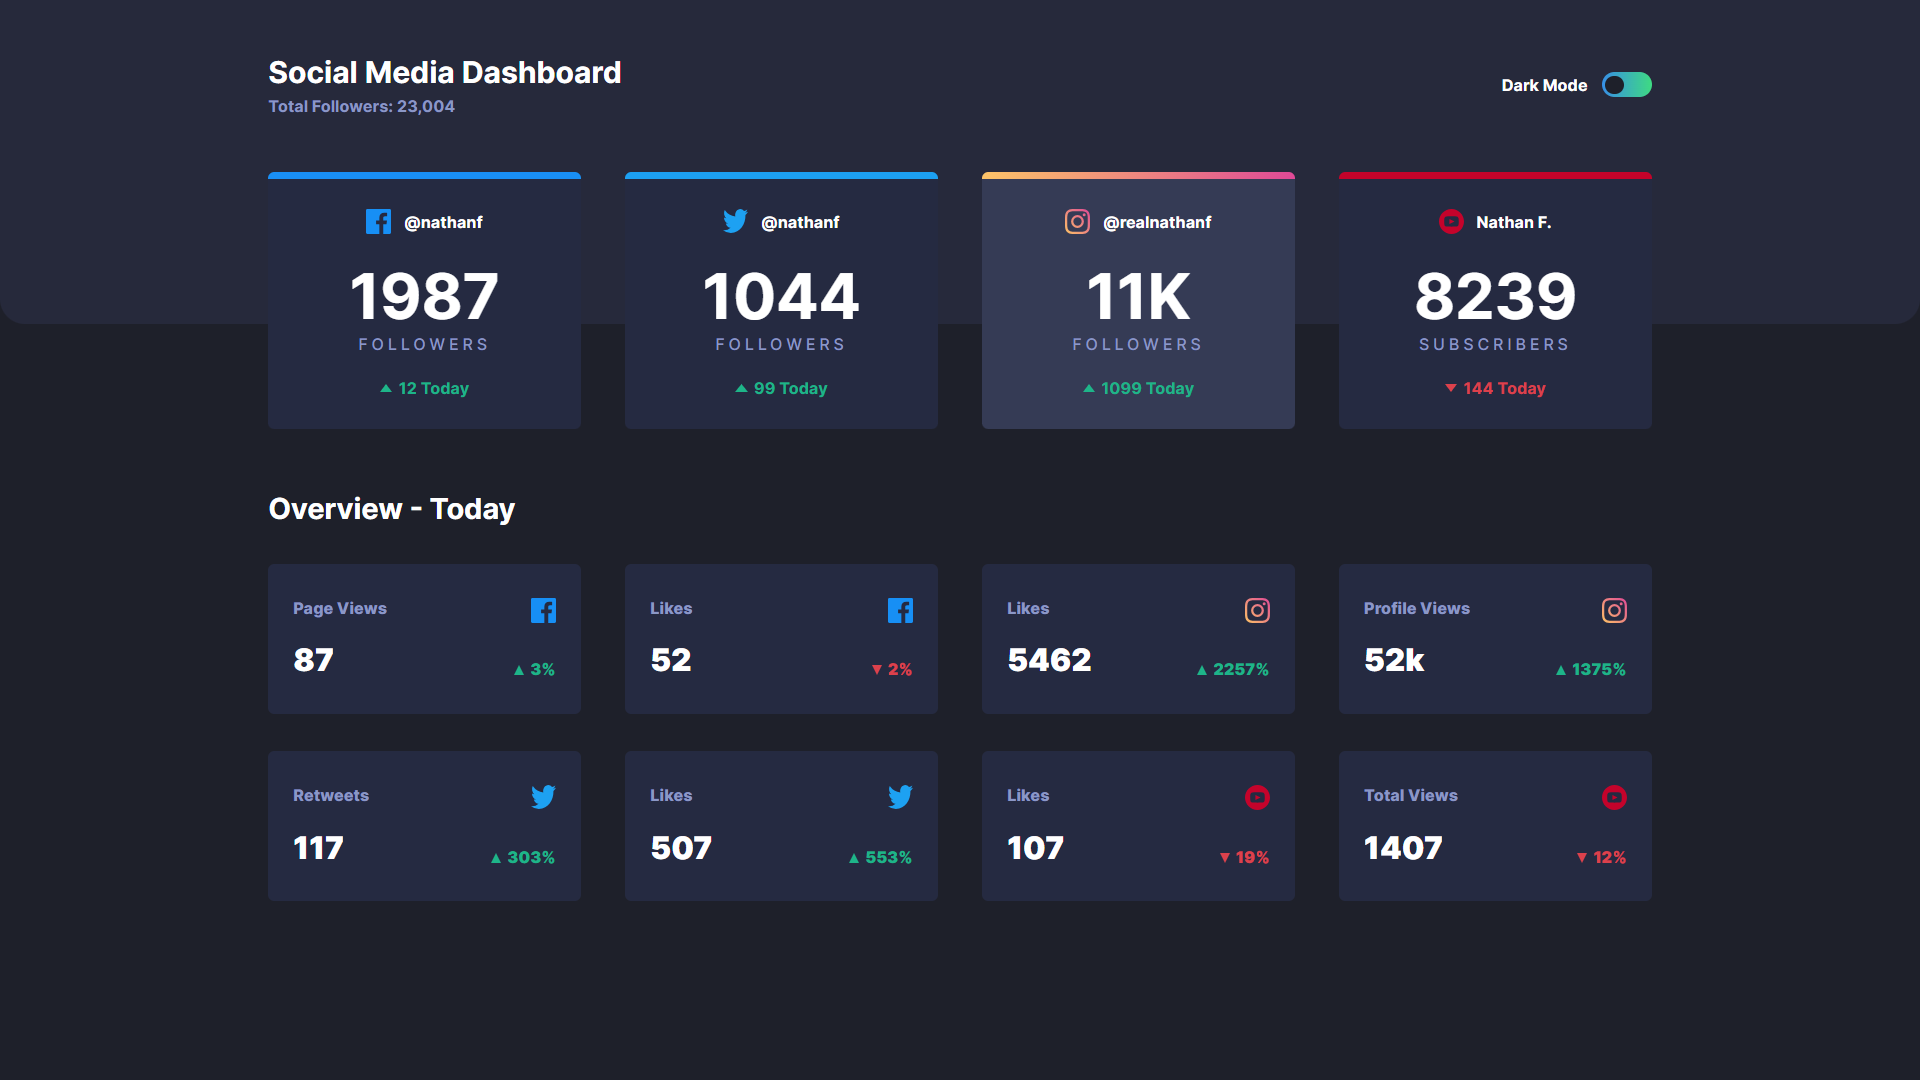 Social Media Dashboard
Total Followers: 23,004
Dark Mode
@nathanf
1987
FOLLOWERS
12 Today
@nathanf
1044
FOLLOWERS
99 Today
@realnathanf
11K
FOLLOWERS
1099 Today
Nathan F.
8239
SUBSCRIBERS
144 Today
Overview - Today
Page Views
87
3%
Likes
52
2%
Likes
5462
2257%
Profile Views
52k
1375%
Retweets
117
303%
Likes
507
553%
Likes
107
19%
Total Views
1407
12%